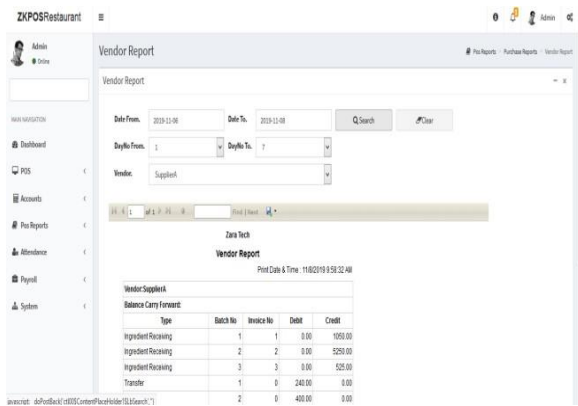 ZKPOSRestaurant
Admin
Admin
Online
Vendor Report
Pos Reports
Purchase Reports
Vendor Report
Vendor Report
MAIN NAVIGATION
Dashboard
POS
Accounts
Pos Reports
Attendance
Payroll
System
Date From. 2019-11-06 Date To. 2019-11-08 Search Clear
DayNo From. 1 DayNo To. 7
Vendor. SupplierA
1 of 1 Find | Next
Zara Tech
Vendor Report
Print Date & Time : 11/8/2019 9:58:32 AM
Vendor:SupplierA
Balance Carry Forward:
Type Batch No Invoice No Debit Credit
Ingredient Receiving 1 1 0.00 1050.00
Ingredient Receiving 2 2 0.00 5250.00
Ingredient Receiving 3 3 0.00 525.00
Transfer 1 0 240.00 0.00
2 0 400.00 0.00